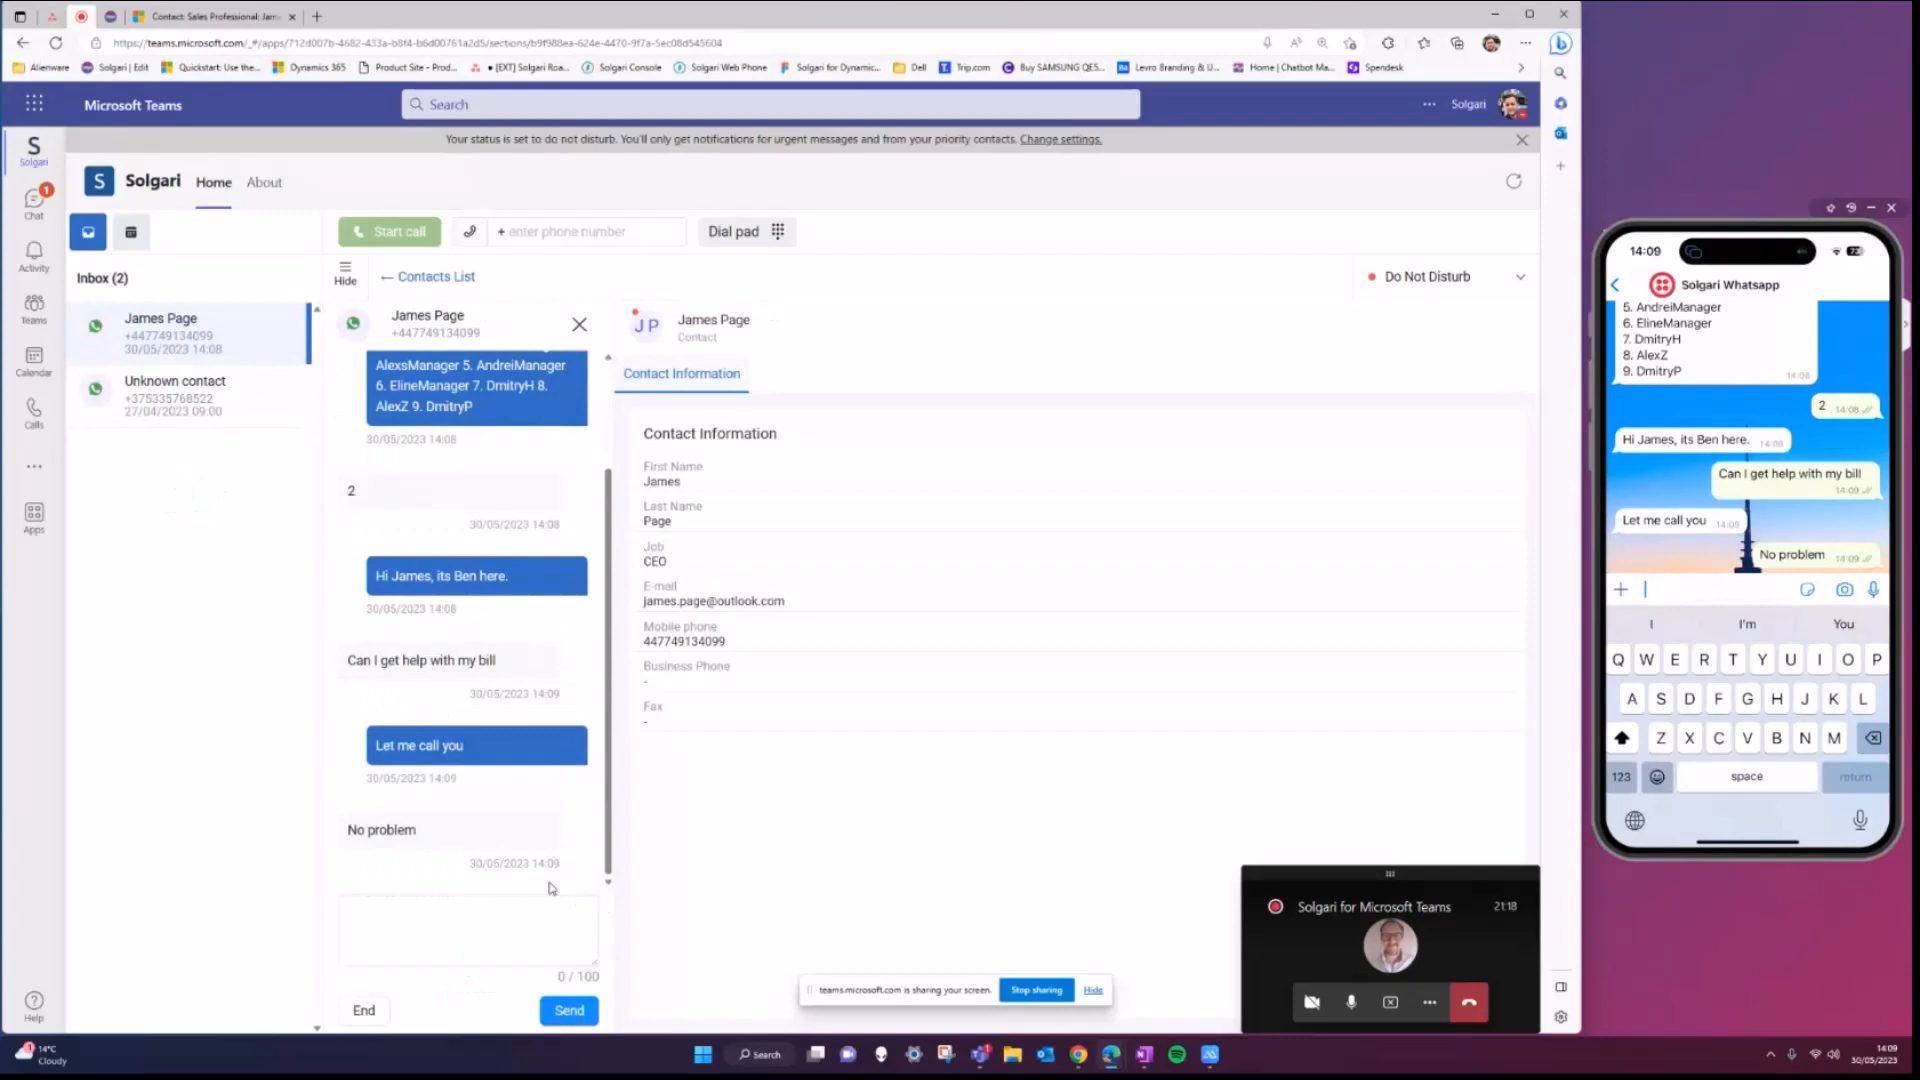 Contact: Sales Professional: Jam
https://teams.microsoft.com/_#/apps/712d007b-4682-433a-b8f4-b6d00761a2d5/sections/b9f988ea-624e-4470-9f7a-5ec08d545604
Alienware
Solgari | Edit
Quickstart: Use the...
Dynamics 365
Product Site - Prod...
• [EXT] Solgari Roa...
Solgari Console
Solgari Web Phone
Solgari for Dynamic...
Dell
Trip.com
Buy SAMSUNG QE5...
Levro Branding & U...
Home | Chatbot Ma...
Spendesk
Microsoft Teams
Search
Solgari
Your status is set to do not disturb. You'll only get notifications for urgent messages and from your priority contacts. Change settings.
S
Solgari
1
Chat
Activity
Teams
Calendar
Calls
Apps
Help
S
Solgari
Home
About
Start call
+ enter phone number
Dial pad
Inbox (2)
James Page
+447749134099
30/05/2023 14:08
Unknown contact
+375335768522
27/04/2023 09:00
Hide
← Contacts List
Do Not Disturb
James Page
+447749134099
AlexsManager 5. AndreiManager
6. ElineManager 7. DmitryH 8.
AlexZ 9. DmitryP
30/05/2023 14:08
2
30/05/2023 14:08
Hi James, its Ben here.
30/05/2023 14:08
Can I get help with my bill
30/05/2023 14:09
Let me call you
30/05/2023 14:09
No problem
30/05/2023 14:09
0 / 100
End
Send
J P
James Page
Contact
Contact Information
Contact Information
First Name
James
Last Name
Page
Job
CEO
E-mail
james.page@outlook.com
Mobile phone
447749134099
Business Phone
-
Fax
-
teams.microsoft.com is sharing your screen.
Stop sharing
Hide
Solgari for Microsoft Teams
21:18
14:09
Solgari Whatsapp
5. AndreiManager
6. ElineManager
7. DmitryH
8. AlexZ
9. DmitryP
14:08
2
14:08
Hi James, its Ben here.
14:08
Can I get help with my bill
14:09
Let me call you
14:09
No problem
14:09
I
I'm
You
Q W E R T Y U I O P
A S D F G H J K L
Z X C V B N M
123
space
return
1
14°C
Cloudy
Search
14:09
30/05/2023